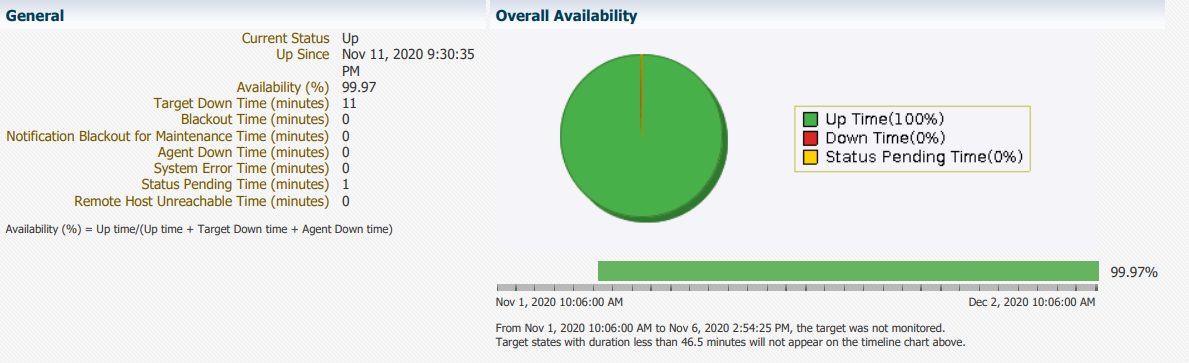 General
Current Status Up
Up Since Nov 11, 2020 9:30:35
PM
Availability (%) 99.97
Target Down Time (minutes) 11
Blackout Time (minutes) 0
Notification Blackout for Maintenance Time (minutes) 0
Agent Down Time (minutes) 0
System Error Time (minutes) 0
Status Pending Time (minutes) 1
Remote Host Unreachable Time (minutes) 0
Availability (%) = Up time/(Up time + Target Down time + Agent Down time)
Overall Availability
Up Time(100%)
Down Time(0%)
Status Pending Time(0%)
99.97%
Nov 1, 2020 10:06:00 AM
Dec 2, 2020 10:06:00 AM
From Nov 1, 2020 10:06:00 AM to Nov 6, 2020 2:54:25 PM, the target was not monitored.
Target states with duration less than 46.5 minutes will not appear on the timeline chart above.